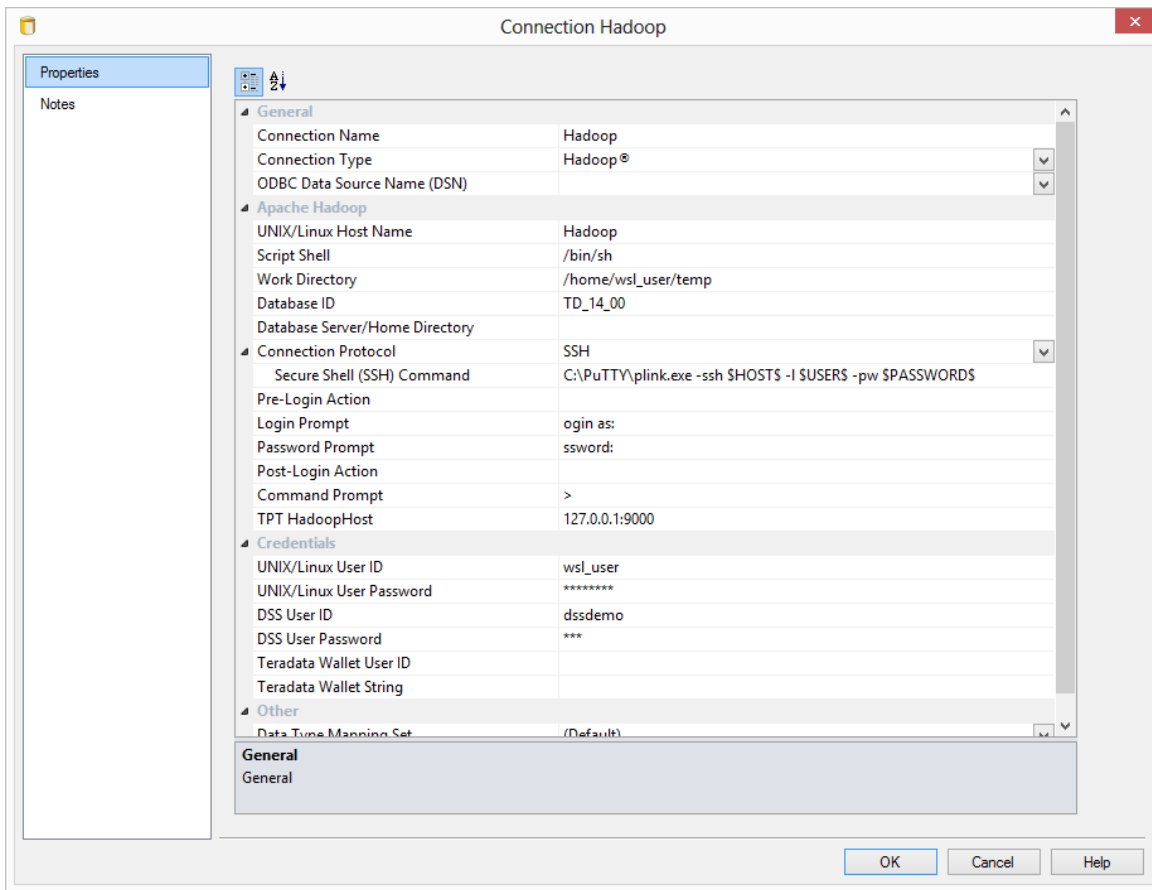 Connection Hadoop
Properties
Notes
General
Connection Name Hadoop
Connection Type Hadoop®
ODBC Data Source Name (DSN)
Apache Hadoop
UNIX/Linux Host Name Hadoop
Script Shell /bin/sh
Work Directory /home/wsl_user/temp
Database ID TD_14_00
Database Server/Home Directory
Connection Protocol SSH
Secure Shell (SSH) Command C:\PuTTY\plink.exe -ssh $HOST$ -l $USER$ -pw $PASSWORD$
Pre-Login Action
Login Prompt ogin as:
Password Prompt ssword:
Post-Login Action
Command Prompt >
TPT HadoopHost 127.0.0.1:9000
Credentials
UNIX/Linux User ID wsl_user
UNIX/Linux User Password ********
DSS User ID dssdemo
DSS User Password ***
Teradata Wallet User ID
Teradata Wallet String
Other
Data Type Mapping Set (Default)
General
General
OK Cancel Help